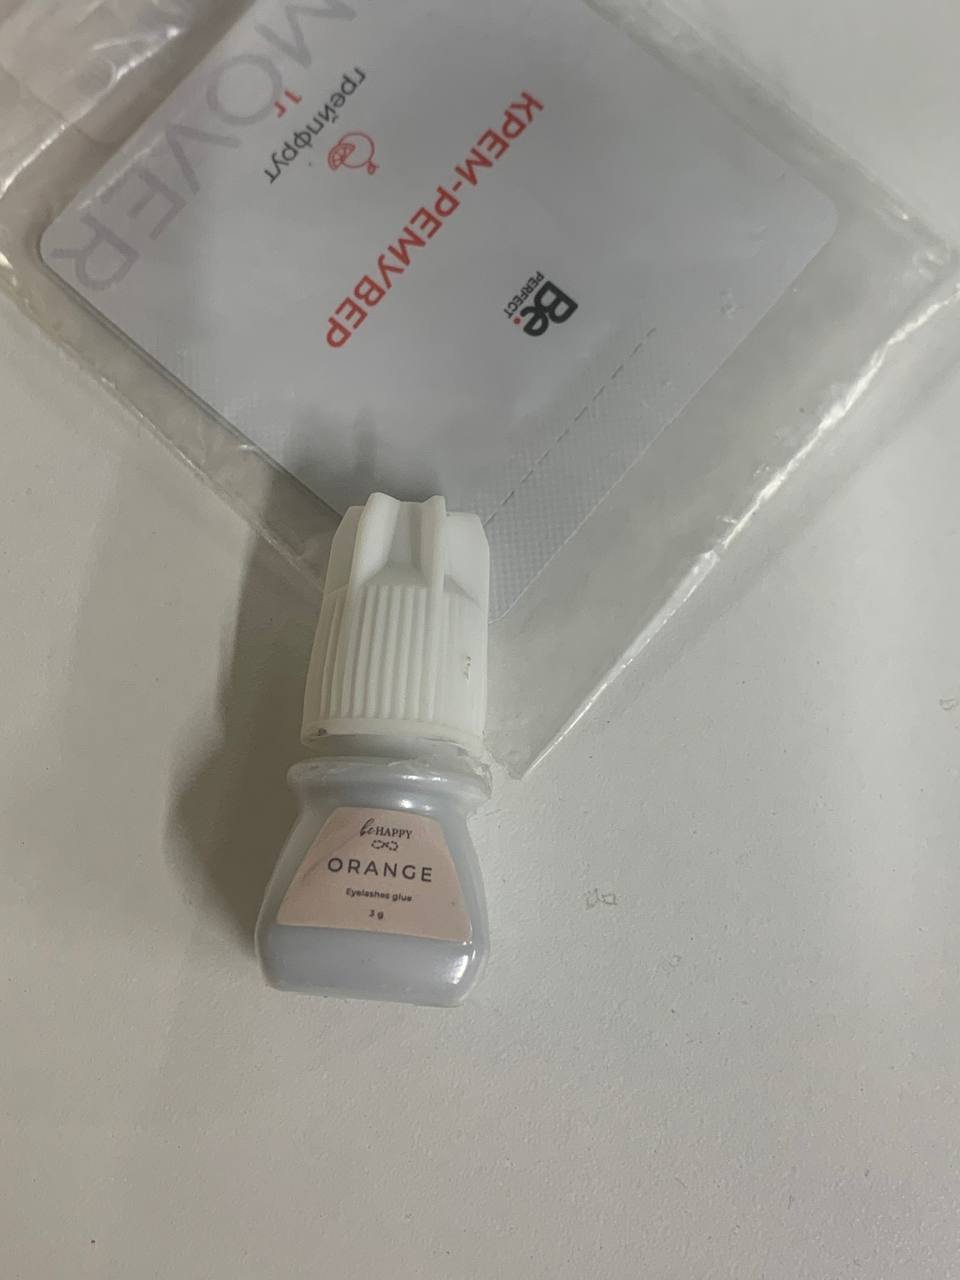 MOVER
1г
грейпфрут
КРЕМ-РЕМУВЕР
Be:
PERFECT
be HAPPY
ORANGE
Eyelashes glue
3 g